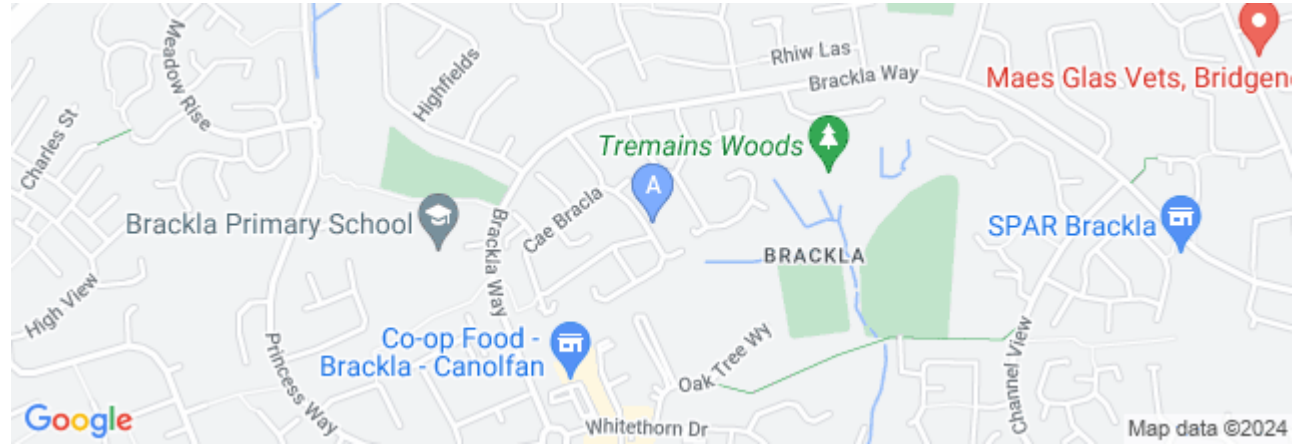 Meadow Rise
Highfields
Rhiw Las
Brackla Way
Maes Glas Vets, Bridgen
Charles St
Tremains Woods
A
Brackla Primary School
Cae Bracla
Brackla Way
SPAR Brackla
BRACKLA
High View
Princess Way
Co-op Food -
Brackla - Canolfan
Oak Tree Wy
Channel View
Whitethorn Dr
Google
Map data ©2024